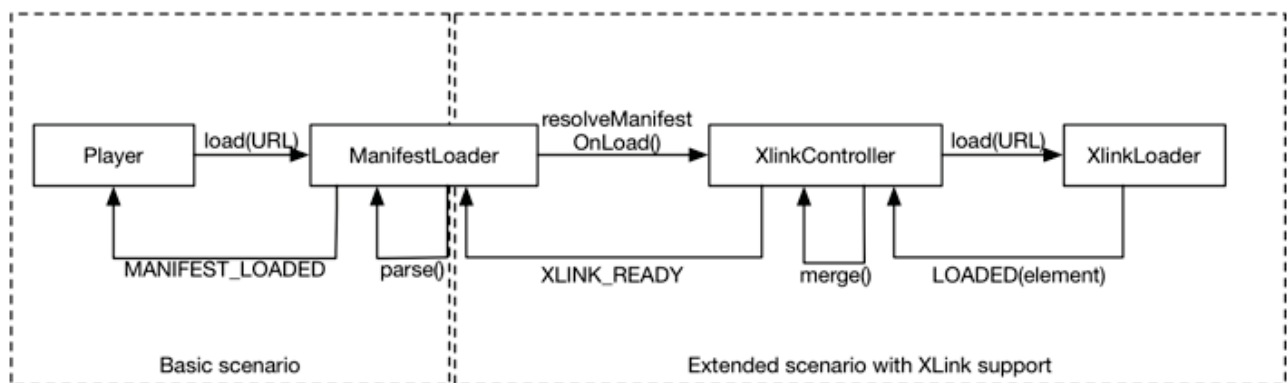 resolveManifest
OnLoad()
load(URL)
load(URL)
Player
ManifestLoader
XlinkController
XlinkLoader
MANIFEST_LOADED
parse()
XLINK_READY
merge()
LOADED(element)
Basic scenario
Extended scenario with XLink support